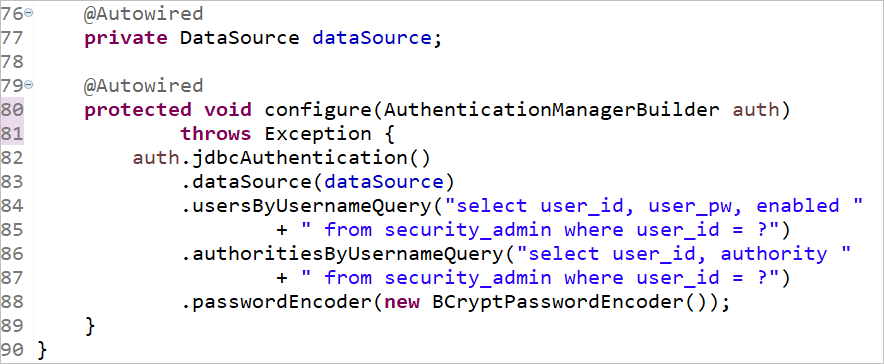 76 @Autowired
77 private DataSource dataSource;
78
79 @Autowired
80 protected void configure(AuthenticationManagerBuilder auth)
81 throws Exception {
82 auth.jdbcAuthentication()
83 .dataSource(dataSource)
84 .usersByUsernameQuery("select user_id, user_pw, enabled "
85 + " from security_admin where user_id = ?")
86 .authoritiesByUsernameQuery("select user_id, authority "
87 + " from security_admin where user_id = ?")
88 .passwordEncoder(new BCryptPasswordEncoder());
89 }
90 }